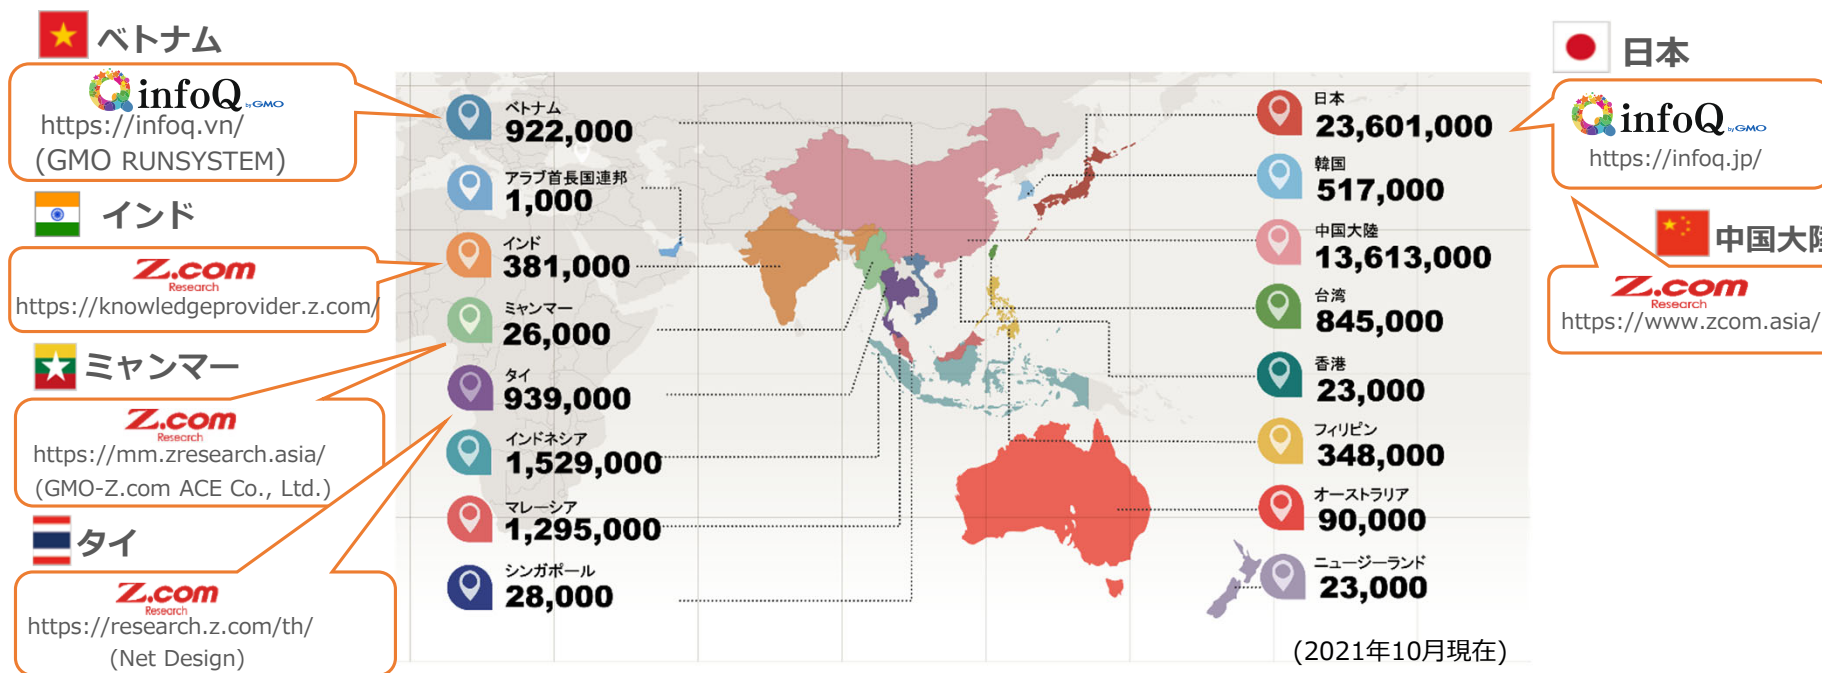 ベトナム
infoQ by GMO
https://infoq.vn/
(GMO RUNSYSTEM)
インド
Z.com
Research
https://knowledgeprovider.z.com/
ミャンマー
Z.com
Research
https://mm.zresearch.asia/
(GMO-Z.com ACE Co., Ltd.)
タイ
Z.com
Research
https://research.z.com/th/
(Net Design)
ベトナム
922,000
アラブ首長国連邦
1,000
インド
381,000
ミャンマー
26,000
タイ
939,000
インドネシア
1,529,000
マレーシア
1,295,000
シンガポール
28,000
日本
23,601,000
韓国
517,000
中国大陸
13,613,000
台湾
845,000
香港
23,000
フィリピン
348,000
オーストラリア
90,000
ニュージーランド
23,000
(2021年10月現在)
日本
infoQ by GMO
https://infoq.jp/
中国大陸
Z.com
Research
https://www.zcom.asia/